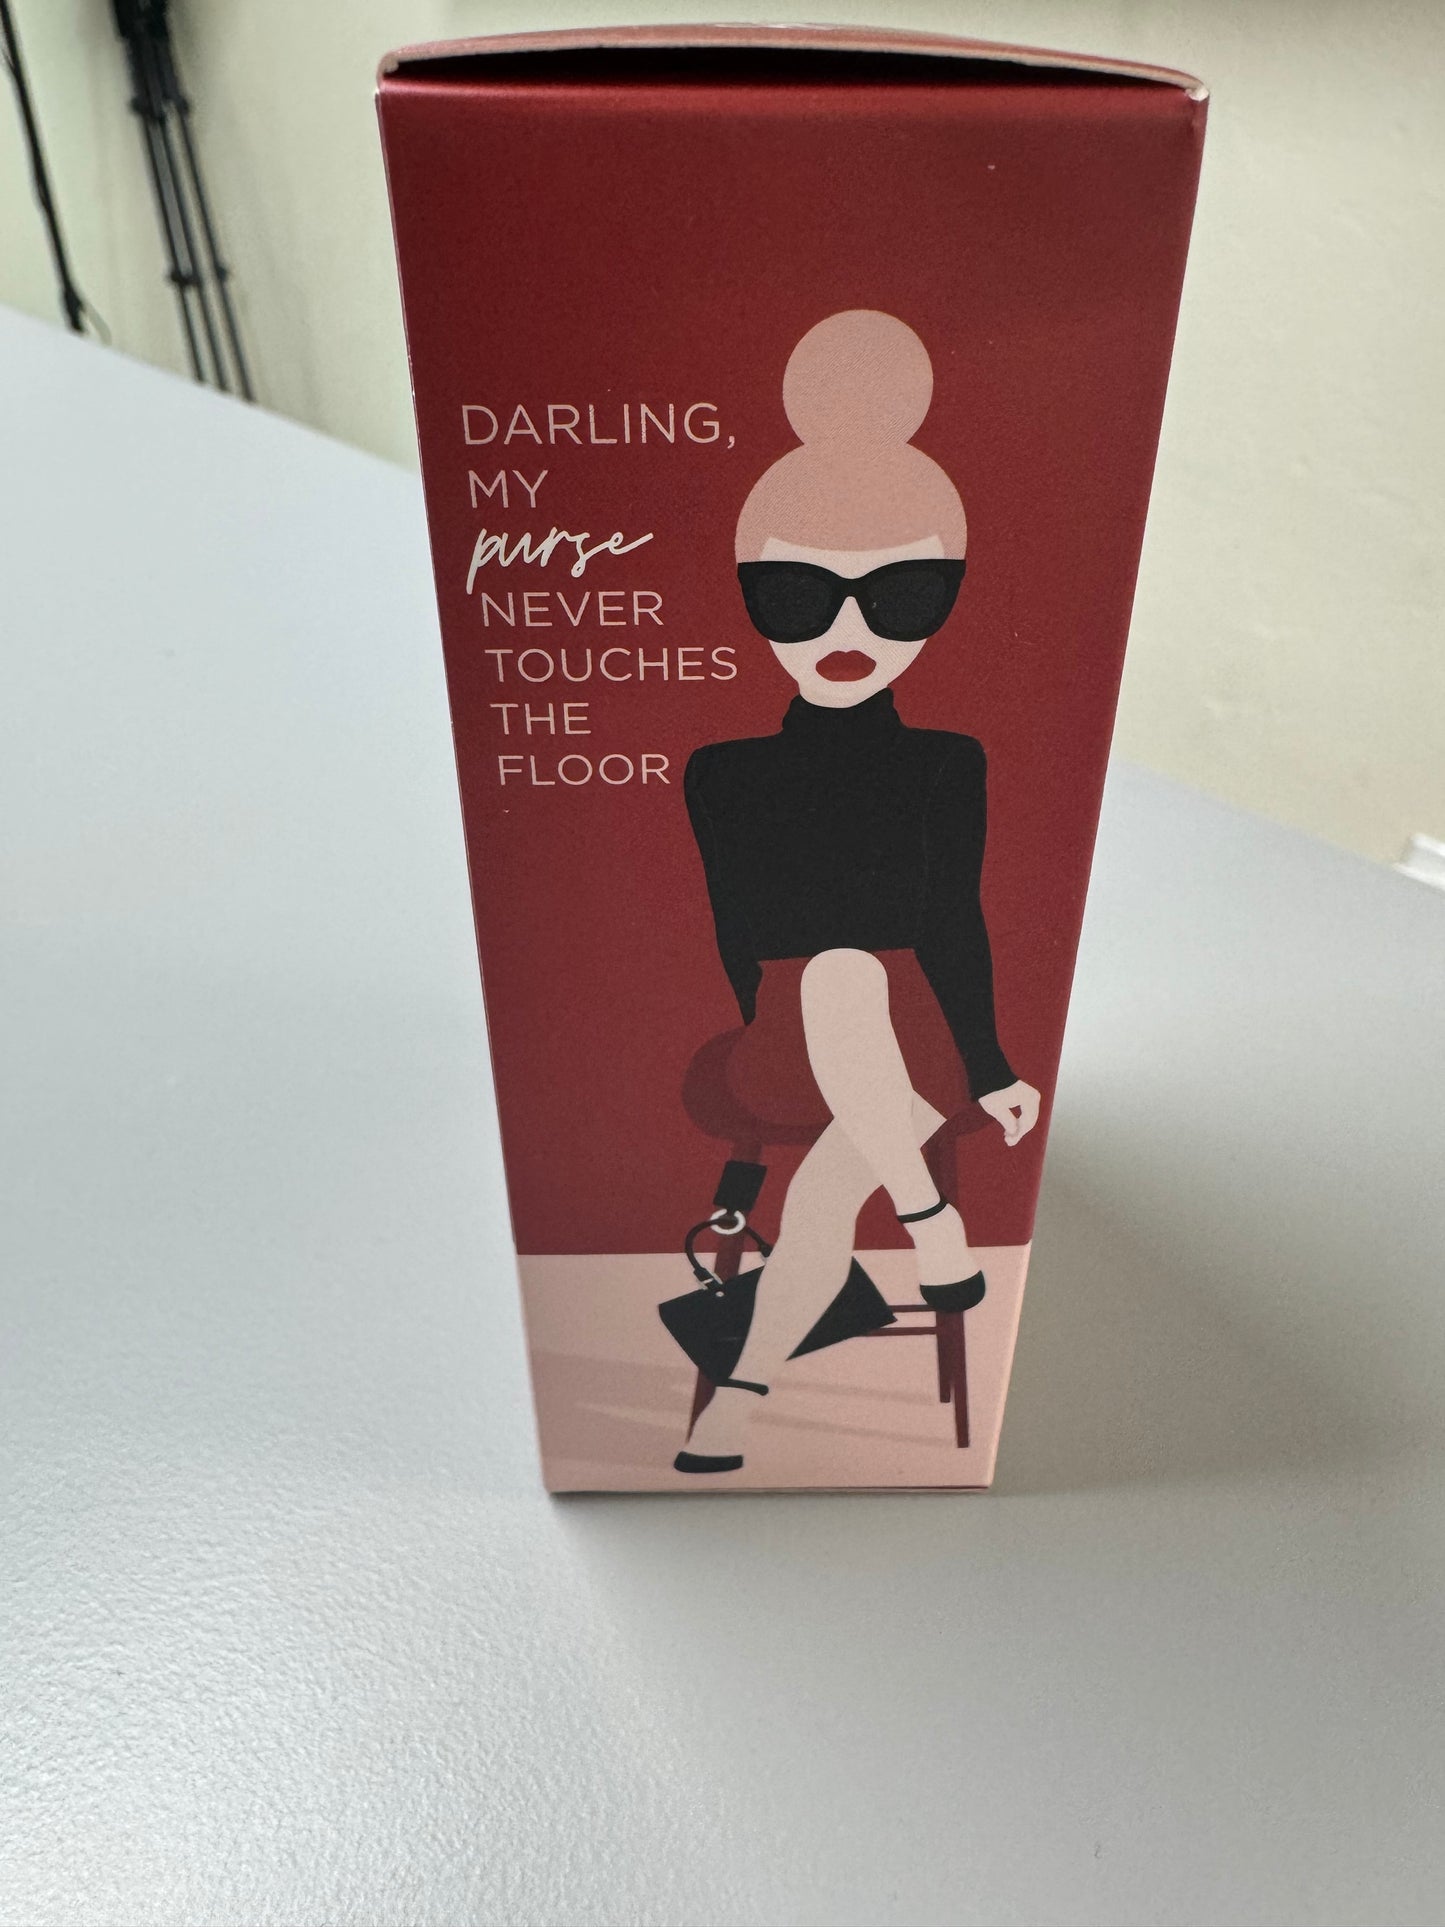 DARLING,
MY
purse
NEVER
TOUCHES
THE
FLOOR